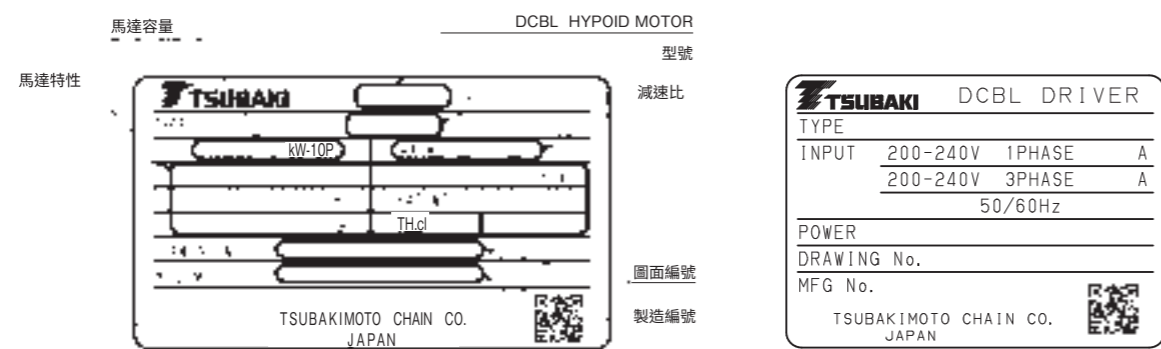 馬達容量
DCBL HYPOID MOTOR
型號
馬達特性
減速比
TSUBAKI
kW-10P
TH.cl
圖面編號
製造編號
TSUBAKIMOTO CHAIN CO.
JAPAN
TSUBAKI DCBL DRIVER
TYPE
INPUT 200-240V 1PHASE A
200-240V 3PHASE A
50/60Hz
POWER
DRAWING No.
MFG No.
TSUBAKIMOTO CHAIN CO.
JAPAN